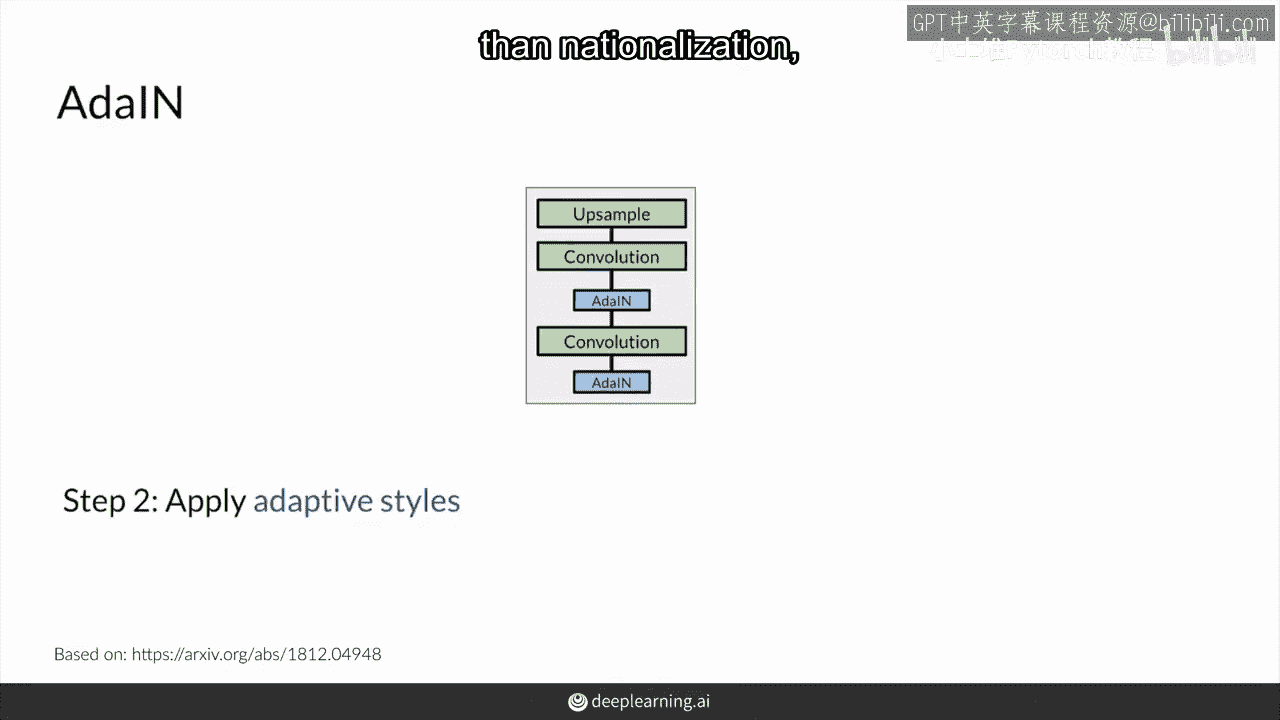 GPT中英字幕课程资源@bilibili.com
than nationalization,
bilibili
AdaIN
Upsample
Convolution
AdaIN
Convolution
AdaIN
Step 2: Apply adaptive styles
Based on: https://arxiv.org/abs/1812.04948
deeplearning.ai